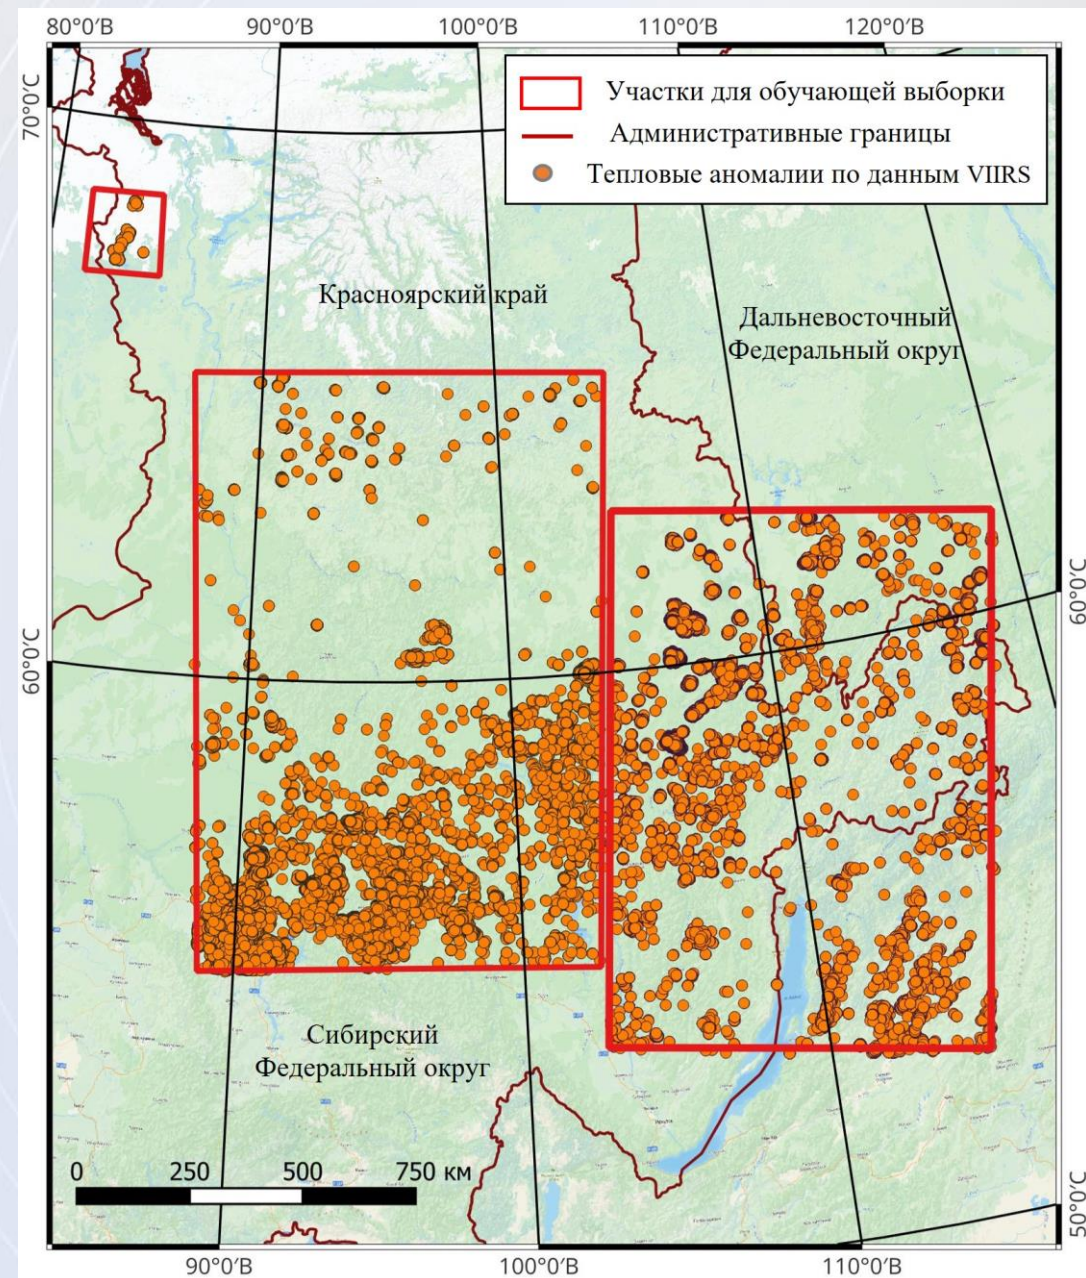 80°0′В 90°0′В 100°0′В 110°0′В 120°0′В
70°0′С
Участки для обучающей выборки
Административные границы
Тепловые аномалии по данным VIIRS
Красноярский край
Дальневосточный
Федеральный округ
60°0′С
60°0′С
Сибирский
Федеральный округ
0 250 500 750 км
50°0′С
90°0′В 100°0′В 110°0′В